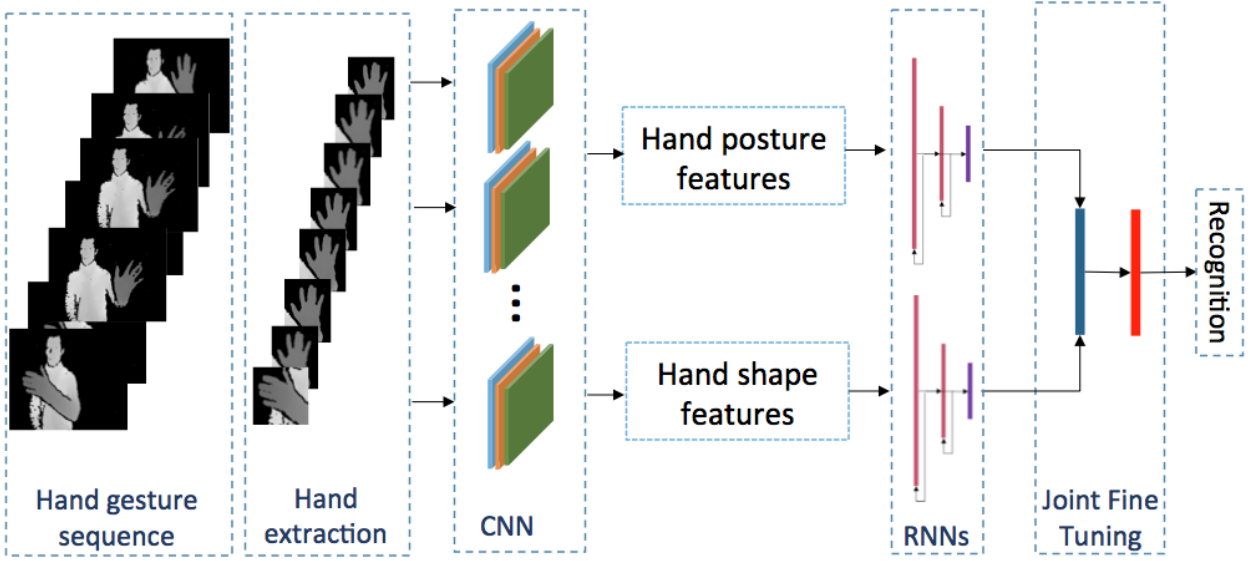 Hand gesture
sequence
Hand
extraction
CNN
Hand posture
features
Hand shape
features
RNNs
Joint Fine
Tuning
Recognition